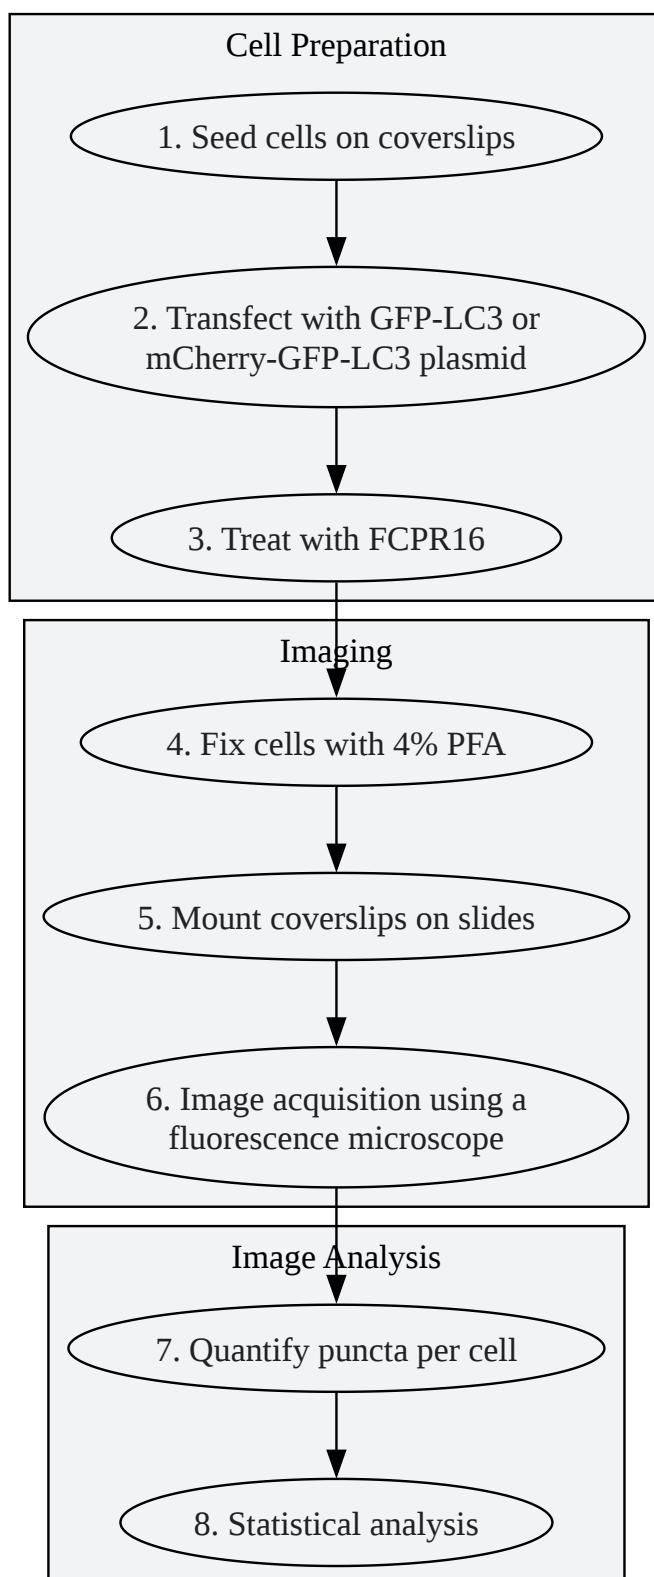 Cell Preparation
1. Seed cells on coverslips
2. Transfect with GFP-LC3 or
mCherry-GFP-LC3 plasmid
3. Treat with FCPR16
Imaging
4. Fix cells with 4% PFA
5. Mount coverslips on slides
6. Image acquisition using a
fluorescence microscope
Image Analysis
7. Quantify puncta per cell
8. Statistical analysis